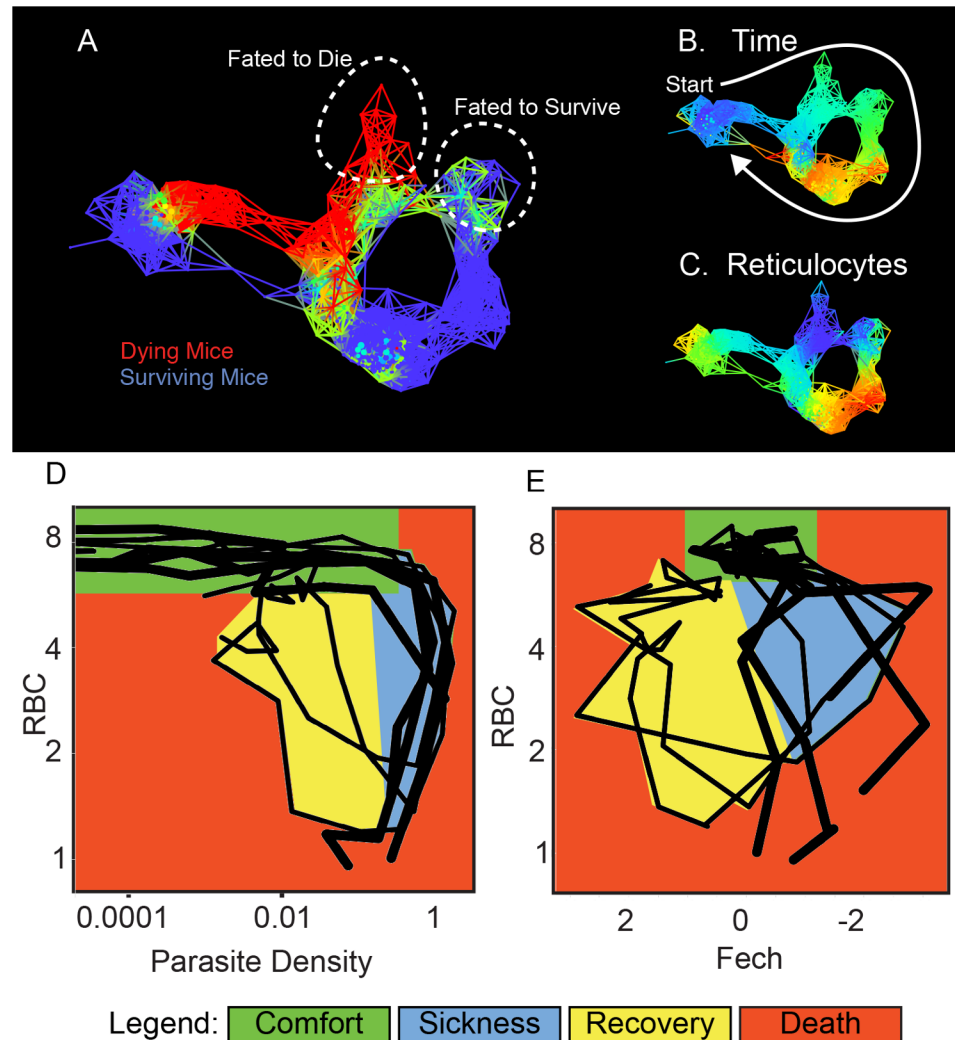 A
Fated to Die
Fated to Survive
Dying Mice
Surviving Mice
B. Time
Start
C. Reticulocytes
D
RBC
8
4
2
1
0.0001
0.01
1
Parasite Density
E
RBC
8
4
2
1
2
0
-2
Fech
Legend: Comfort Sickness Recovery Death